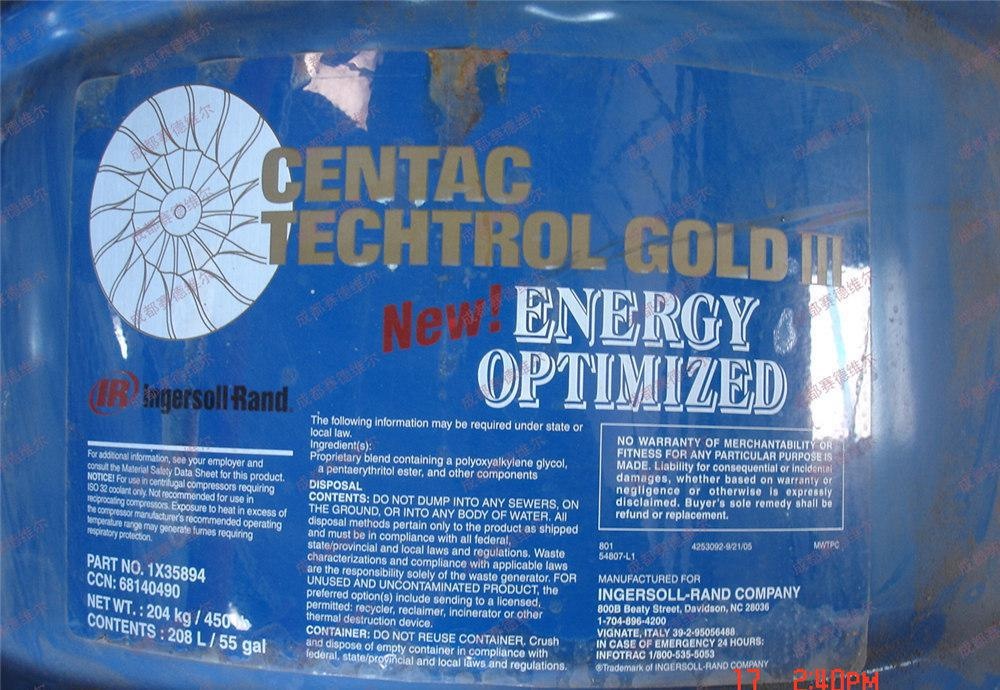 CENTAC
TECHTROL GOLD III
New! ENERGY
OPTIMIZED
IR Ingersoll-Rand®
For additional information, see your employer and
consult the Material Safety Data Sheet for this product.
NOTICE! For use in centrifugal compressors requiring
ISO 32 coolant only. Not recommended for use in
reciprocating compressors. Exposure to heat in excess of
the compressor manufacturer's recommended operating
temperature range may generate fumes requiring
respiratory protection.
PART NO. 1X35894
CCN: 68140490
NET WT. : 204 kg / 450
CONTENTS : 208 L / 55 gal
The following information may be required under state or
local law.
Ingredient(s):
Proprietary blend containing a polyoxyalkylene glycol,
a pentaerythritol ester, and other components
DISPOSAL
CONTENTS: DO NOT DUMP INTO ANY SEWERS, ON
THE GROUND, OR INTO ANY BODY OF WATER. All
disposal methods pertain only to the product as shipped
and must be in compliance with all federal,
state/provincial and local laws and regulations. Waste
characterizations and compliance with applicable laws
are the responsibility solely of the waste generator. FOR
UNUSED AND UNCONTAMINATED PRODUCT, the
preferred option(s) include sending to a licensed,
permitted: recycler, reclaimer, incinerator or other
thermal destruction device.
CONTAINER: DO NOT REUSE CONTAINER, Crush
and dispose of empty container in compliance with
federal, state/provincial and local laws and regulations.
NO WARRANTY OF MERCHANTABILITY OR
FITNESS FOR ANY PARTICULAR PURPOSE IS
MADE. Liability for consequential or incidental
damages, whether based on warranty or
negligence or otherwise is expressly
disclaimed. Buyer's sole remedy shall be
refund or replacement.
801 4253092-9/21/05 MWTPC
54807-L1
MANUFACTURED FOR
INGERSOLL-RAND COMPANY
800B Beaty Street, Davidson, NC 28036
1-704-896-4200
VIGNATE, ITALY 39-2-95056488
IN CASE OF EMERGENCY 24 HOURS:
INFOTRAC 1/800-535-5053
®Trademark of INGERSOLL-RAND COMPANY
17 2:40PM
成都赛德维尔